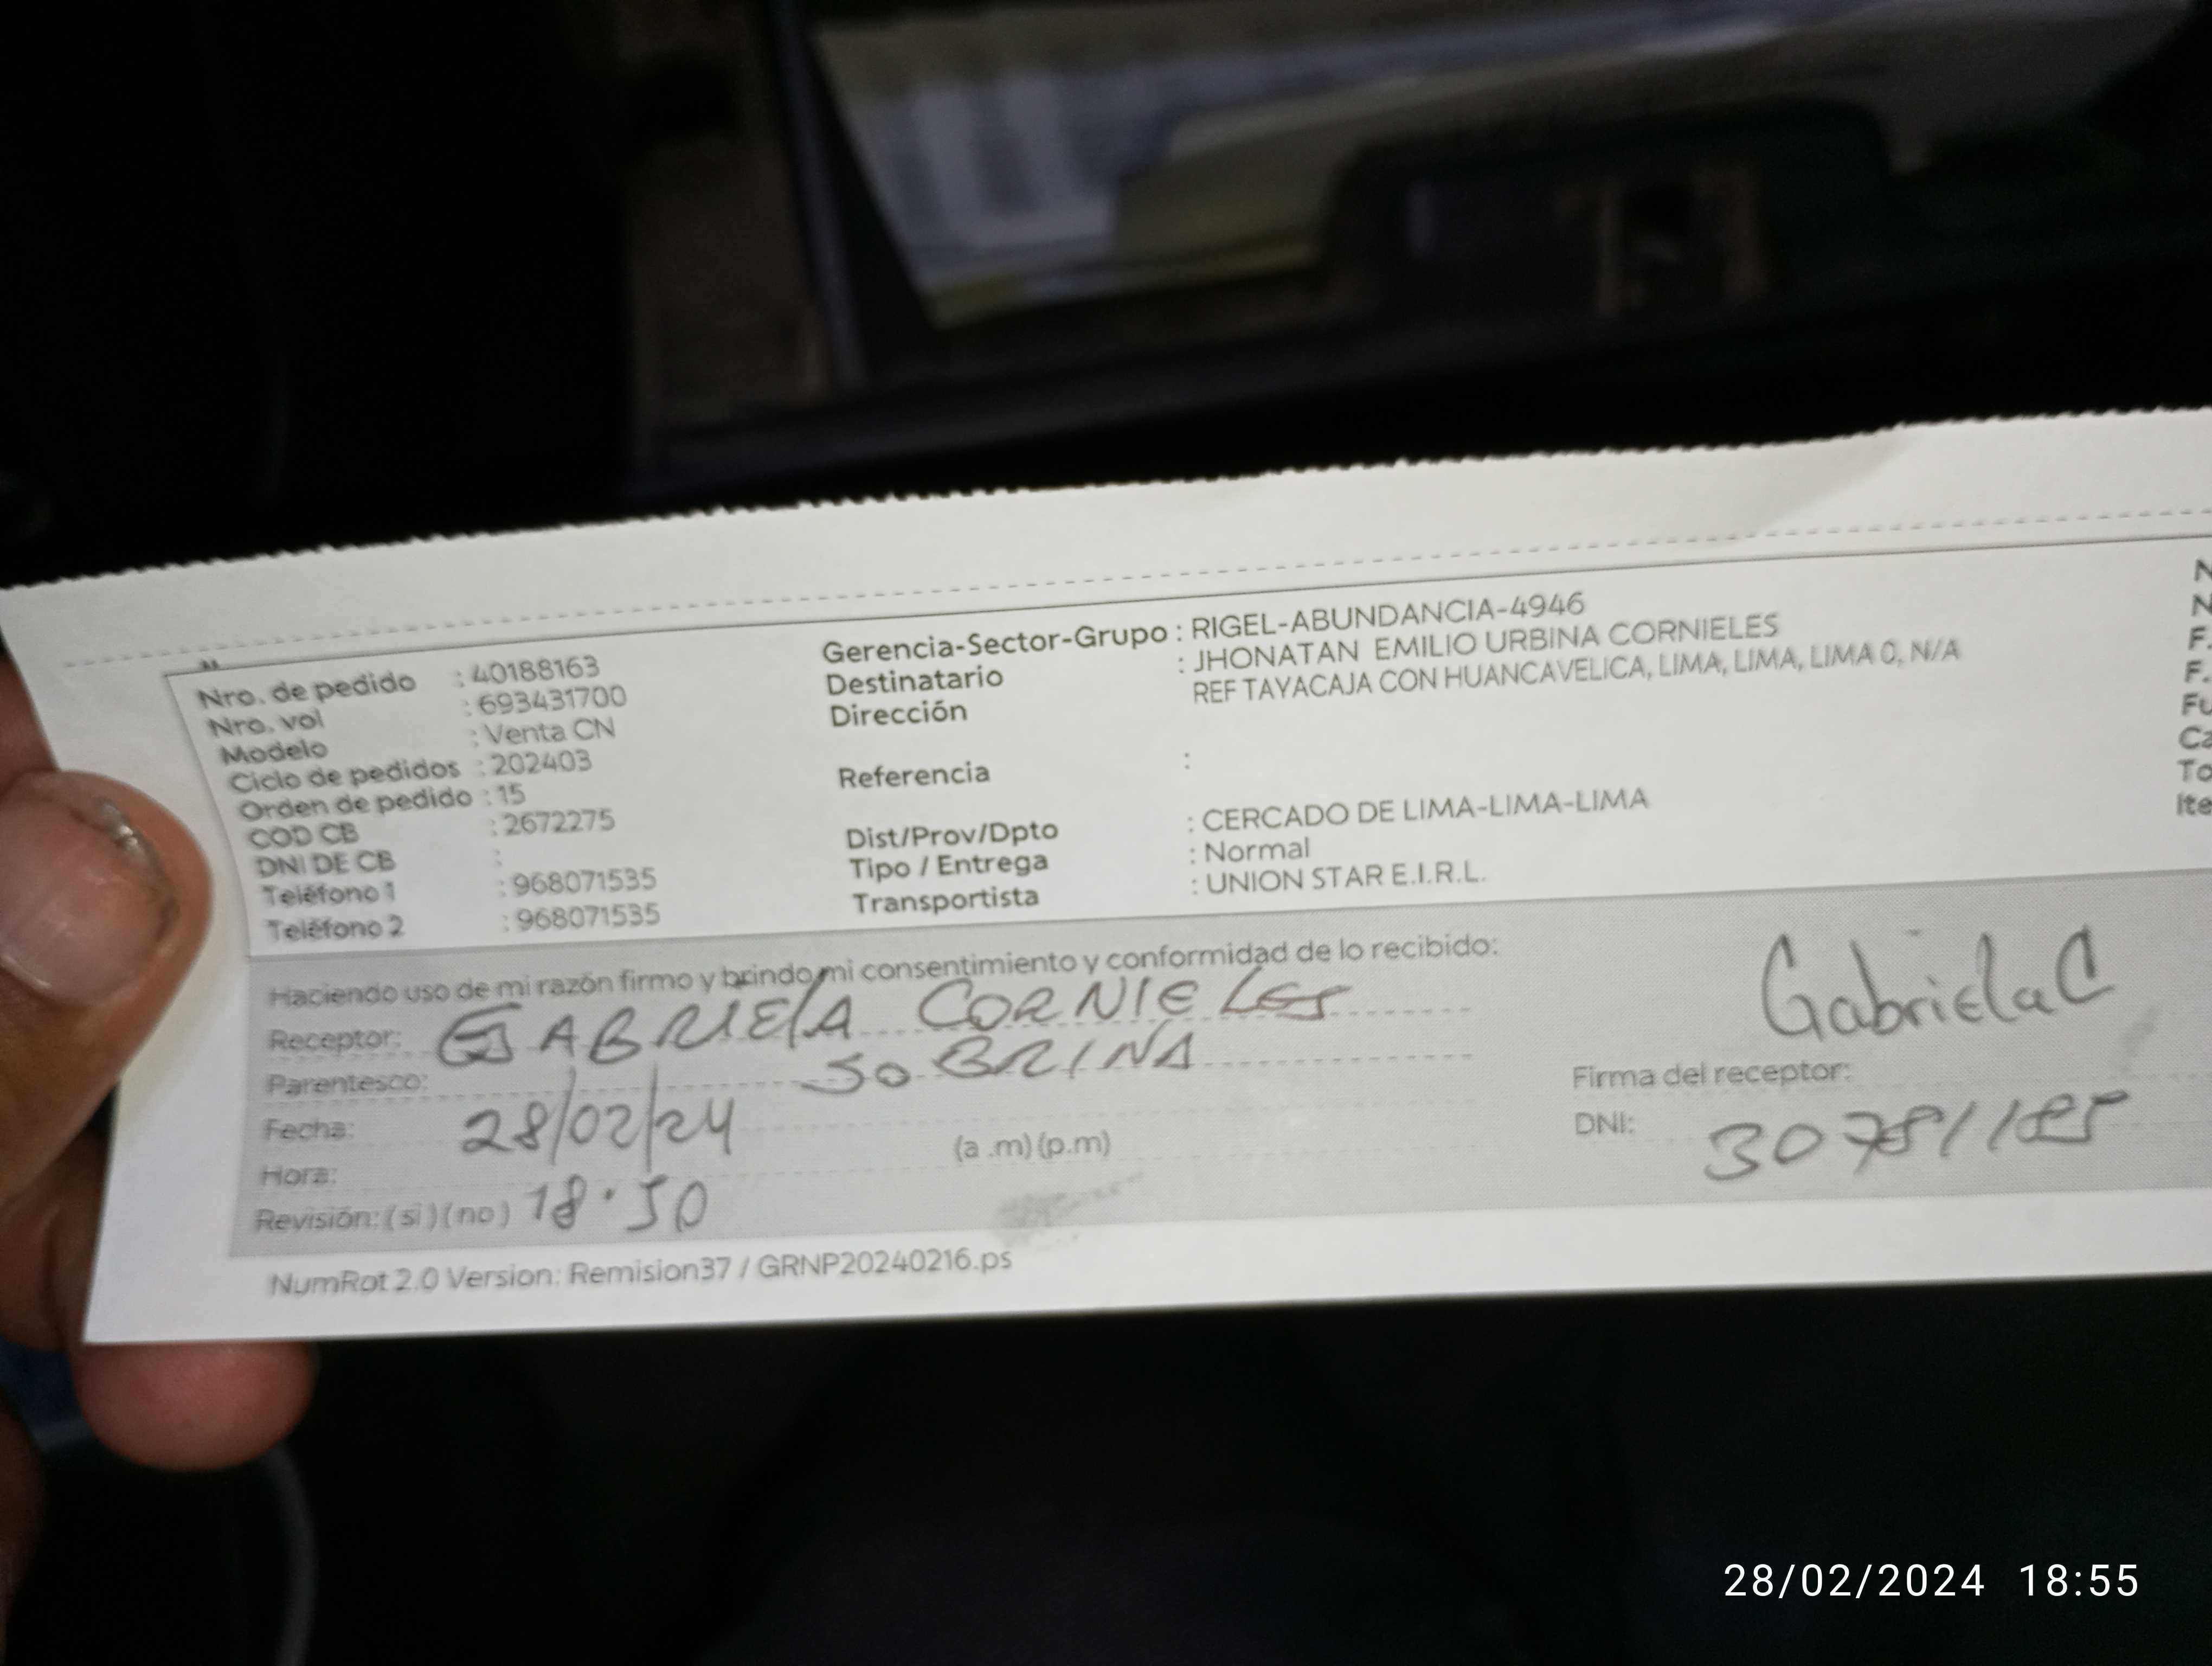 Nro. de pedido : 40188163
Nro. vol : 693431700
Modelo : Venta CN
Ciclo de pedidos : 202403
Orden de pedido : 15
COD CB : 2672275
DNI DE CB :
Teléfono 1 : 968071535
Teléfono 2 : 968071535
Gerencia-Sector-Grupo : RIGEL-ABUNDANCIA-4946
Destinatario : JHONATAN EMILIO URBINA CORNIELES
Dirección REF TAYACAJA CON HUANCAVELICA, LIMA, LIMA, LIMA 0, N/A
Referencia :
Dist/Prov/Dpto : CERCADO DE LIMA-LIMA-LIMA
Tipo / Entrega : Normal
Transportista : UNION STAR E.I.R.L.
N
N
F.
F.
Fu
Ca
To
Ite
Haciendo uso de mi razón firmo y brindo mi consentimiento y conformidad de lo recibido:
Receptor: GABRIELA CORNIELES
Parentesco: SOBRINA
Fecha: 28/02/24
Hora: (a .m) (p.m)
Revisión: (si) (no) 18·50
Gabriela C
Firma del receptor:
DNI:
NumRot 2.0 Version: Remision37 / GRNP20240216.ps
28/02/2024 18:55